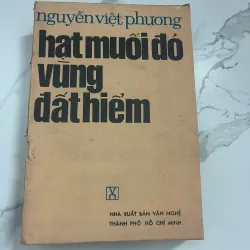 nguyễn việt phương
hạt muối đỏ
vùng
đất hiểm
NHÀ XUẤT BẢN VĂN NGHỆ
THÀNH PHỐ HỒ CHÍ MINH